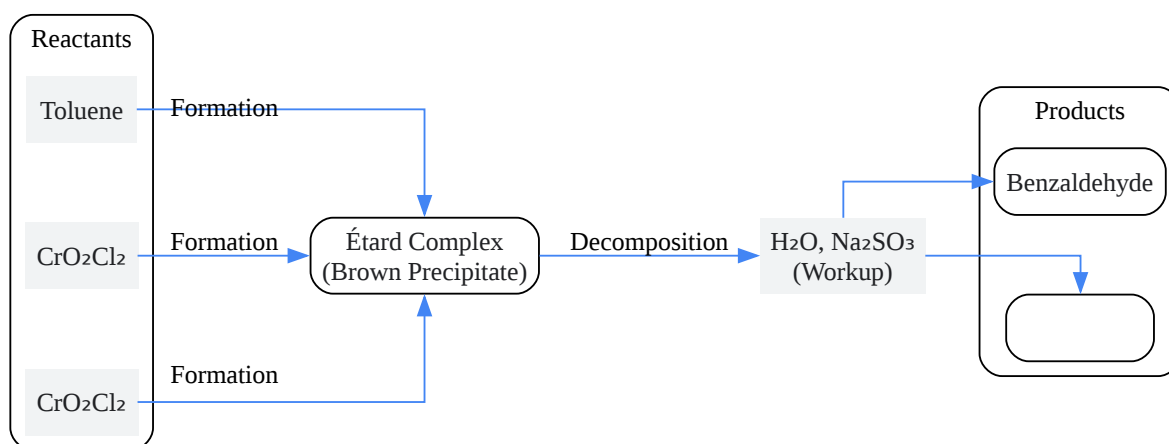 Reactants
Toluene
Formation
CrO₂Cl₂
Formation
CrO₂Cl₂
Formation
Étard Complex
(Brown Precipitate)
Decomposition
H₂O, Na₂SO₃
(Workup)
Products
Benzaldehyde